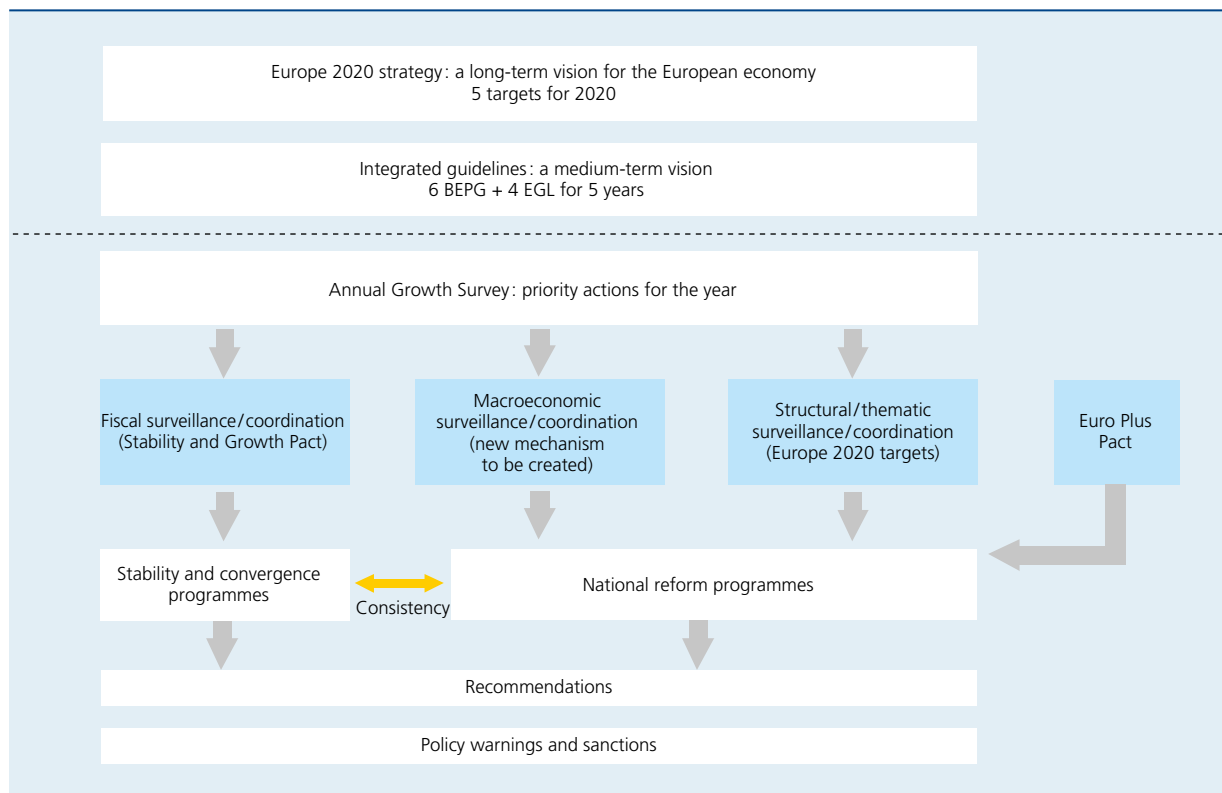 Europe 2020 strategy: a long-term vision for the European economy
5 targets for 2020
Integrated guidelines: a medium-term vision
6 BEPG + 4 EGL for 5 years
Annual Growth Survey: priority actions for the year
Fiscal surveillance/coordination
(Stability and Growth Pact)
Macroeconomic
surveillance/coordination
(new mechanism
to be created)
Structural/thematic
surveillance/coordination
(Europe 2020 targets)
Euro Plus
Pact
Stability and convergence
programmes
Consistency
National reform programmes
Recommendations
Policy warnings and sanctions